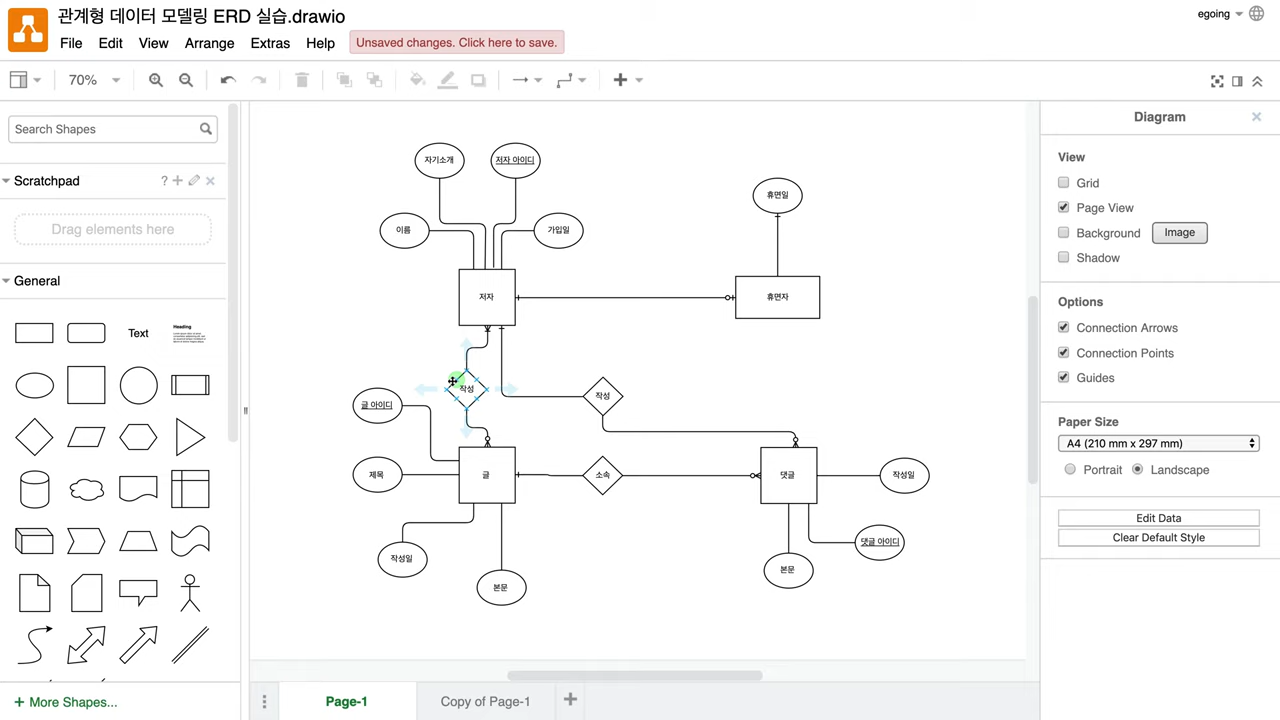 관계형 데이터 모델링 ERD 실습.drawio
egoing
File Edit View Arrange Extras Help
Unsaved changes. Click here to save.
70%
Search Shapes
Scratchpad
?
Drag elements here
General
Text
Heading
More Shapes...
자기소개
저자 아이디
이름
가입일
저자
휴면일
휴면자
작성
작성
글 아이디
제목
글
소속
댓글
작성일
작성일
본문
댓글 아이디
본문
Page-1
Copy of Page-1
Diagram
View
Grid
Page View
Background
Image
Shadow
Options
Connection Arrows
Connection Points
Guides
Paper Size
A4 (210 mm x 297 mm)
Portrait
Landscape
Edit Data
Clear Default Style